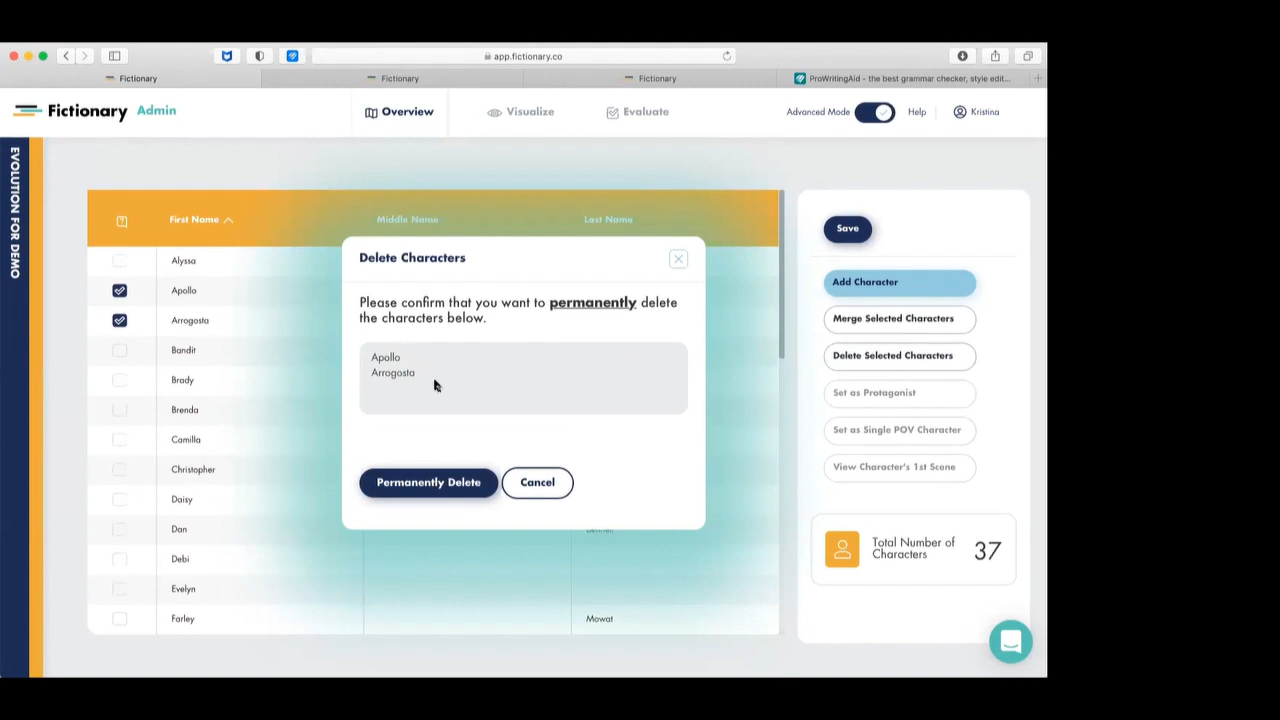 app.fictionary.co
Fictionary
Fictionary
Fictionary
ProWritingAid – the best grammar checker, style edit...
Fictionary Admin
Overview
Visualize
Evaluate
Advanced Mode
Help
Kristina
EVOLUTION FOR DEMO
First Name
Middle Name
Last Name
Alyssa
Apollo
Arrogosta
Bandit
Brady
Brenda
Camilla
Christopher
Daisy
Dan
Debi
Evelyn
Farley
Mowat
Delete Characters
Please confirm that you want to permanently delete
the characters below.
Apollo
Arrogosta
Permanently Delete
Cancel
Save
Add Character
Merge Selected Characters
Delete Selected Characters
Set as Protagonist
Set as Single POV Character
View Character's 1st Scene
Total Number of
Characters
37